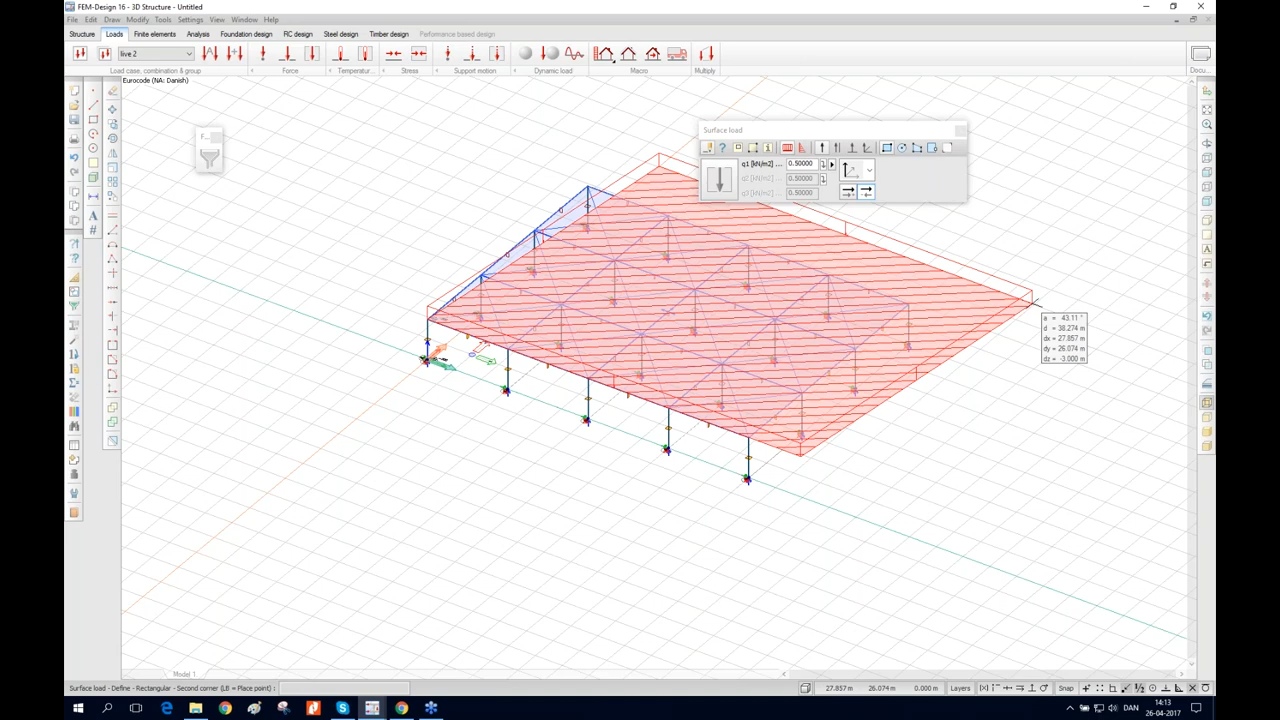 FEM-Design 16 - 3D Structure - Untitled
File Edit Draw Modify Tools Settings View Window Help
Structure Loads Finite elements Analysis Foundation design RC design Steel design Timber design Performance based design
live 2
Load case, combination & group Force Temperatur... Stress Support motion Dynamic load Macro Multiply Docu...
Eurocode (NA: Danish)
F...
Surface load
q1 [kN/m2] ... 0.50000
q2 [kN/m2] ... 0.50000
q3 [kN/m2] ... 0.50000
a = 43.11 °
d = 38.274 m
dx = 27.857 m
dy = 26.074 m
dz = -3.000 m
Model 1
Surface load - Define - Rectangular - Second corner (LB = Place point) :
27.857 m 26.074 m 0.000 m Layers Snap
DAN
14:13
26-04-2017